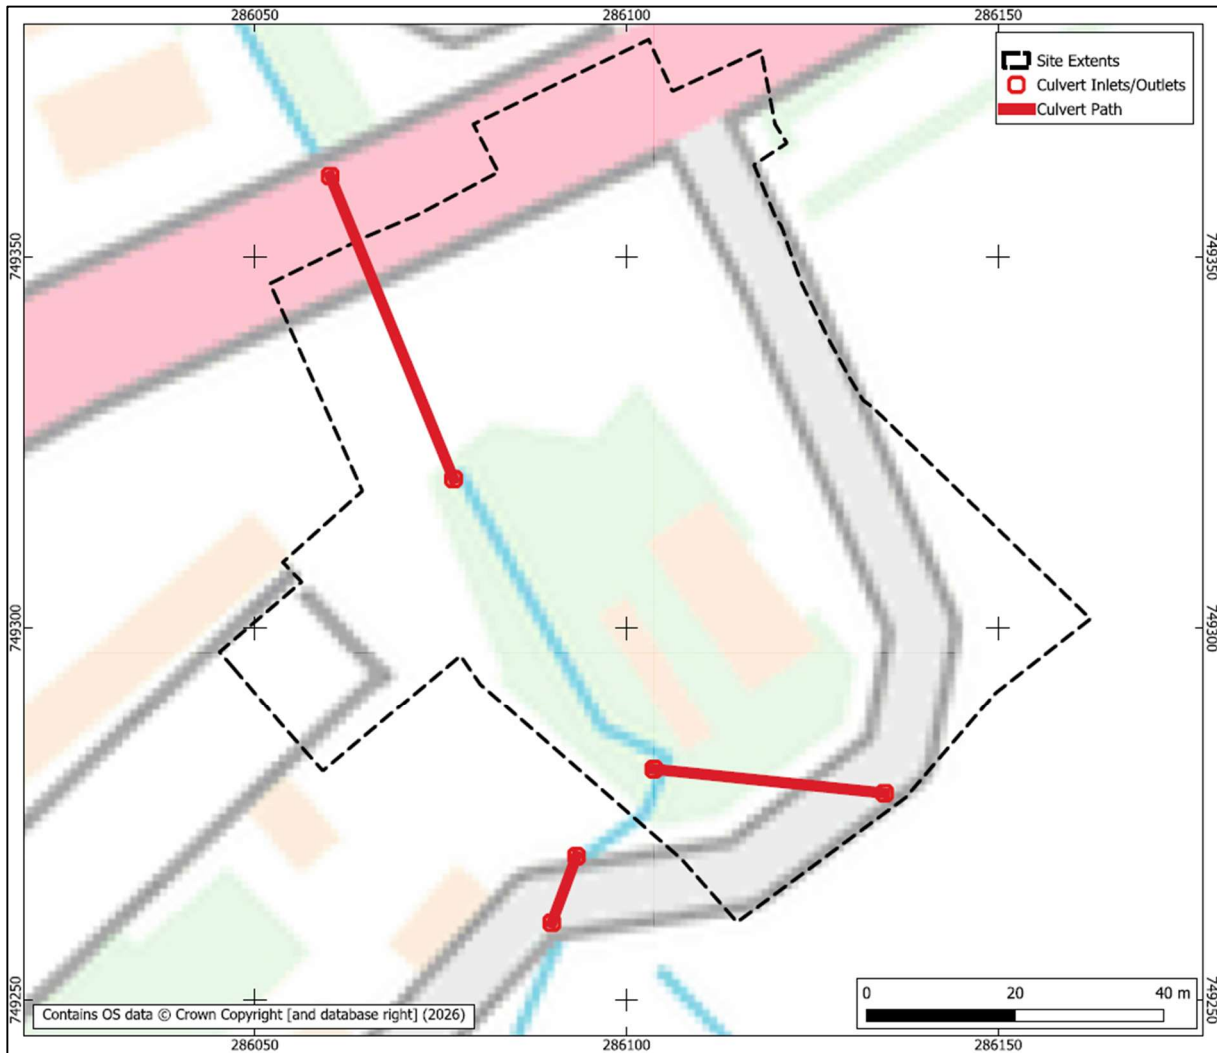 286050 286100 286150
Site Extents
Culvert Inlets/Outlets
Culvert Path
749350 749350
749300 749300
749250 749250
0 20 40 m
Contains OS data © Crown Copyright [and database right] (2026)
286050 286100 286150